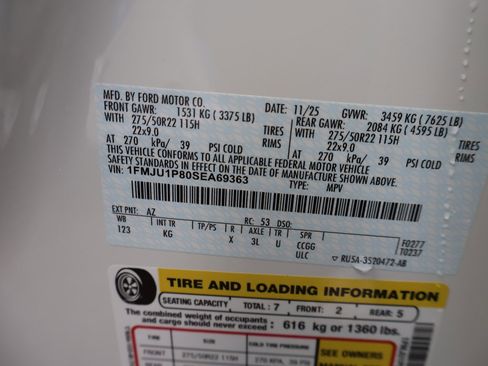 MFD. BY FORD MOTOR CO. 11/25 GVWR: 3459 KG ( 7625 LB)
FRONT GAWR: 1531 KG ( 3375 LB) REAR GAWR: 2084 KG ( 4595 LB)
WITH 275/50R22 115H TIRES WITH 275/50R22 115H TIRES
22x9.0 RIMS 22x9.0 RIMS
AT 270 kPa/ 39 PSI COLD AT 270 kPa/ 39 PSI COLD
THIS VEHICLE CONFORMS TO ALL APPLICABLE FEDERAL MOTOR VEHICLE
SAFETY AND THEFT PREVENTION STANDARDS IN EFFECT ON THE DATE OF
MANUFACTURE SHOWN ABOVE.
VIN: 1FMJU1P80SEA69363 TYPE: MPV
EXT PNT: AZ RC: 53 DSO:
WB INT TR TP/PS R AXLE TR SPR F0277
123 KG X 3L U CCGG T0237
ULC ▽ RU5A-3520472-AB
TIRE AND LOADING INFORMATION
SEATING CAPACITY TOTAL : 7 FRONT: 2 REAR: 5
The combined weight of occupants
and cargo should never exceed : 616 kg or 1360 lbs.
TIRE SIZE COLD TIRE PRESSURE SEE OWNERS
FRONT 275/50R22 115H 270 KPA, 39 PSI